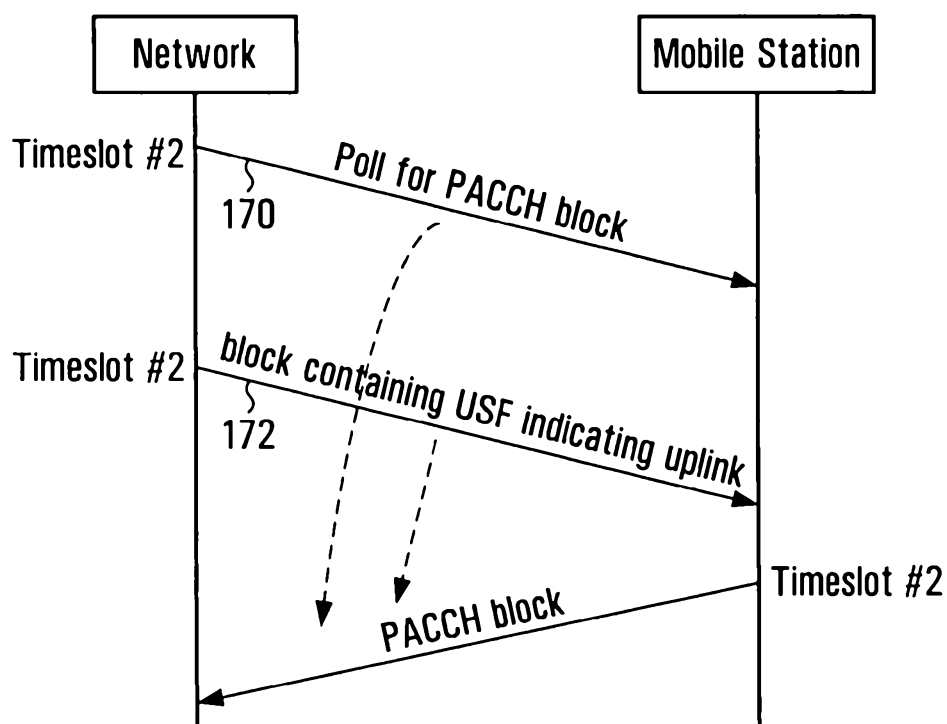 Network
Mobile Station
Timeslot #2
Poll for PACCH block
170
Timeslot #2
block containing USF indicating uplink
172
Timeslot #2
PACCH block